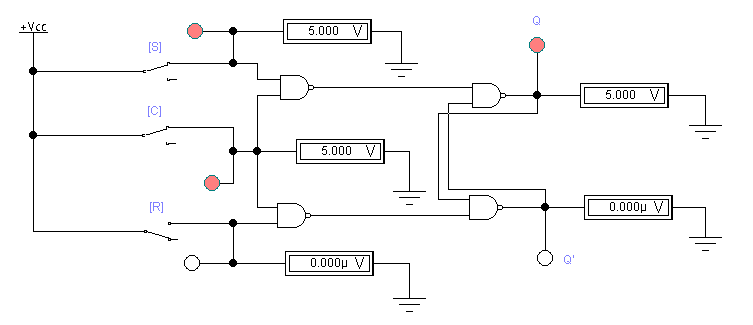 Q
+Vcc
5.000 V
[S]
5.000 V
[C]
5.000 V
[R]
0.000µ V
Q'
0.000µ V